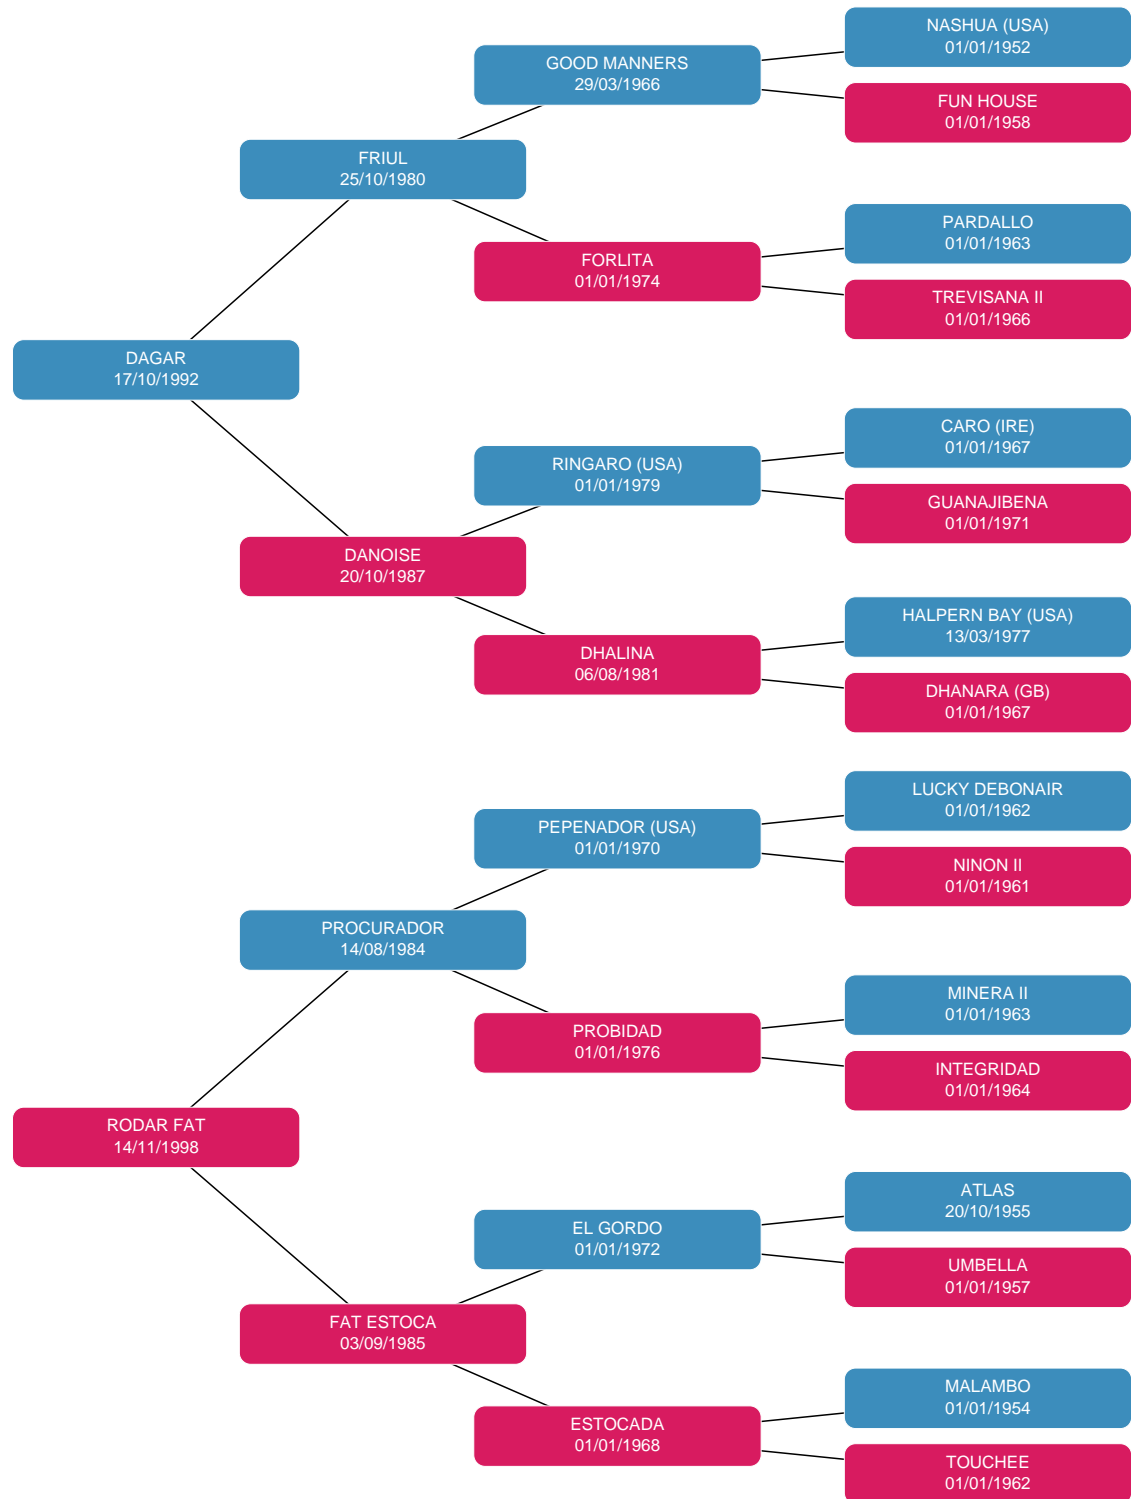 NASHUA (USA)
01/01/1952
GOOD MANNERS
29/03/1966
FUN HOUSE
01/01/1958
FRIUL
25/10/1980
PARDALLO
01/01/1963
FORLITA
01/01/1974
TREVISANA II
01/01/1966
DAGAR
17/10/1992
CARO (IRE)
01/01/1967
RINGARO (USA)
01/01/1979
GUANAJIBENA
01/01/1971
DANOISE
20/10/1987
HALPERN BAY (USA)
13/03/1977
DHALINA
06/08/1981
DHANARA (GB)
01/01/1967
LUCKY DEBONAIR
01/01/1962
PEPENADOR (USA)
01/01/1970
NINON II
01/01/1961
PROCURADOR
14/08/1984
MINERA II
01/01/1963
PROBIDAD
01/01/1976
INTEGRIDAD
01/01/1964
RODAR FAT
14/11/1998
ATLAS
20/10/1955
EL GORDO
01/01/1972
UMBELLA
01/01/1957
FAT ESTOCA
03/09/1985
MALAMBO
01/01/1954
ESTOCADA
01/01/1968
TOUCHEE
01/01/1962